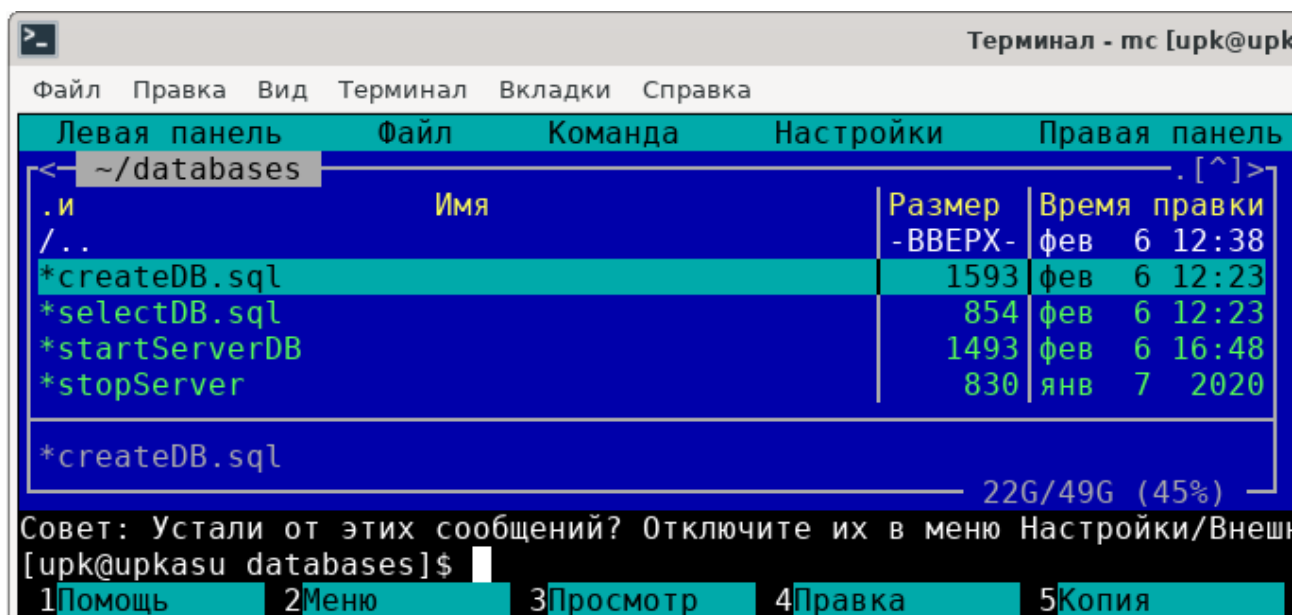 Терминал - mc [upk@upk
Файл Правка Вид Терминал Вкладки Справка
Левая панель Файл Команда Настройки Правая панель
<- ~/databases .[^]>
.и Имя Размер Время правки
/.. -ВВЕРХ- фев 6 12:38
*createDB.sql 1593 фев 6 12:23
*selectDB.sql 854 фев 6 12:23
*startServerDB 1493 фев 6 16:48
*stopServer 830 янв 7 2020
*createDB.sql
22G/49G (45%)
Совет: Устали от этих сообщений? Отключите их в меню Настройки/Внешн
[upk@upkasu databases]$
1Помощь 2Меню 3Просмотр 4Правка 5Копия